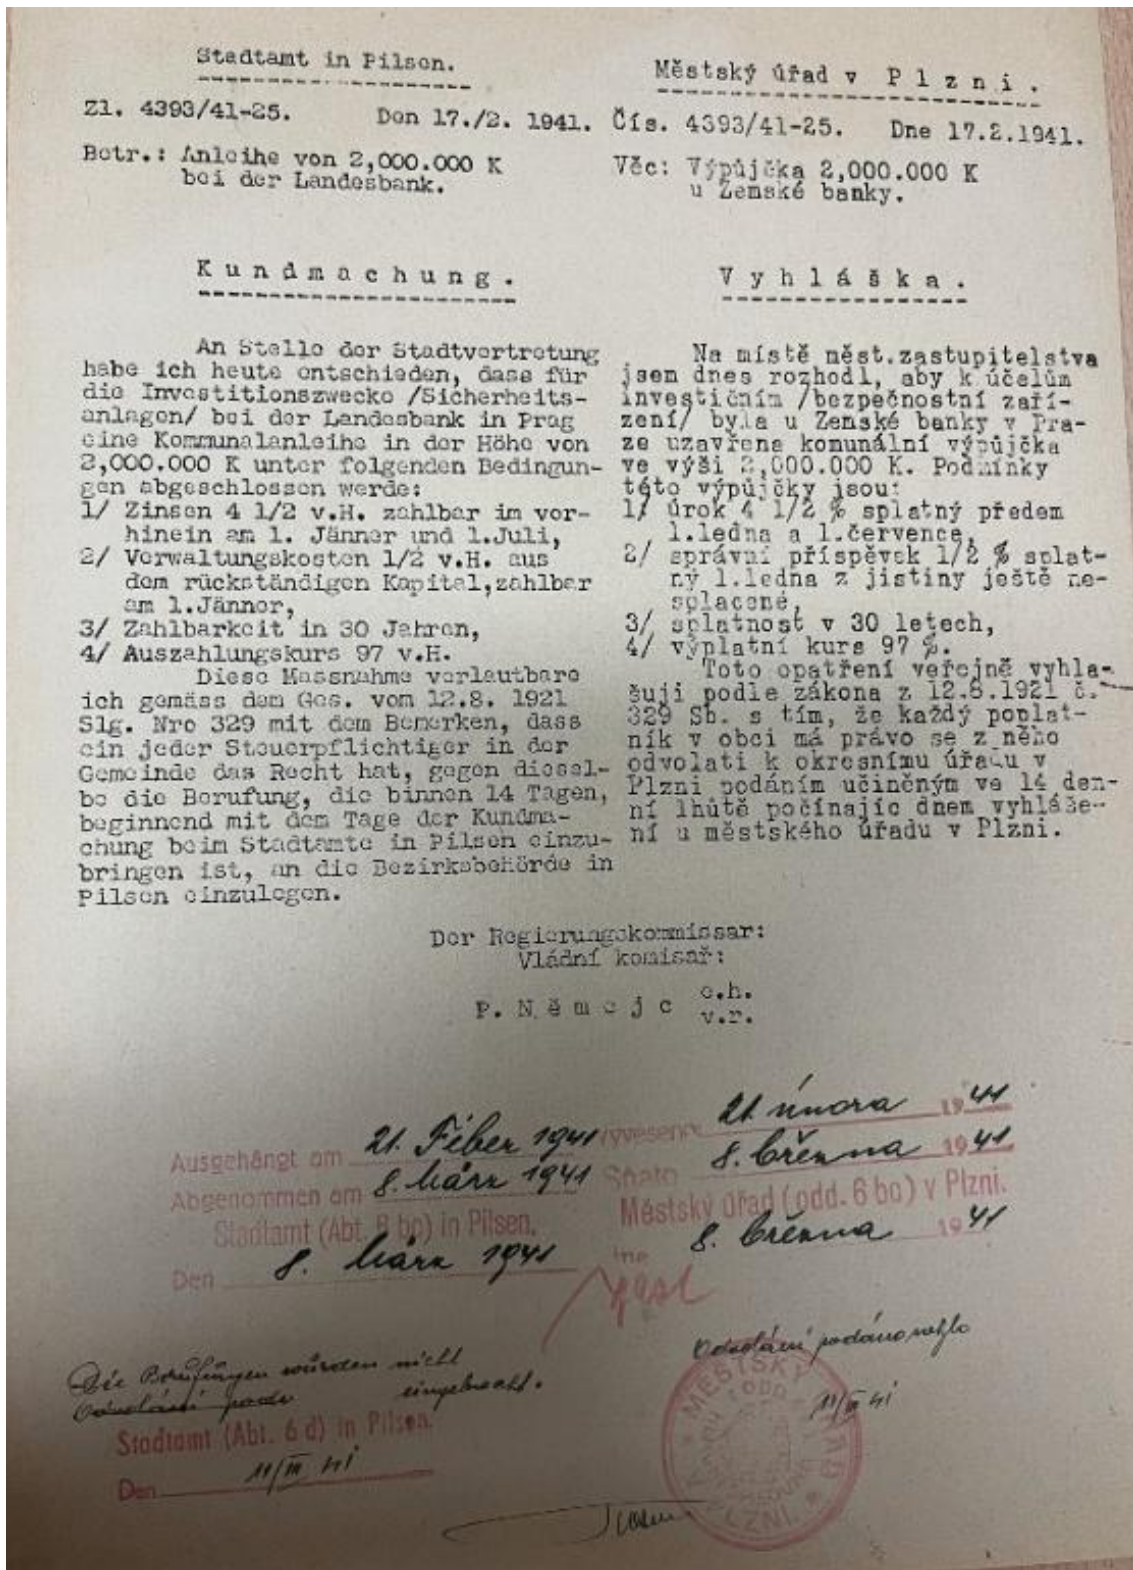 Stadtamt in Pilsen.
Zl. 4393/41-25. Den 17./2. 1941.
Betr.: Anleihe von 2,000.000 K
bei der Landesbank.
Kundmachung.
An Stelle der Stadtvertretung
habe ich heute entschieden, dass für
die Investitionszwecke /Sicherheits-
anlagen/ bei der Landesbank in Prag
eine Kommunalanleihe in der Höhe von
2,000.000 K unter folgenden Bedingun-
gen abgeschlossen werde:
1/ Zinsen 4 1/2 v.H. zahlbar im vor-
hinein am 1. Jänner und 1.Juli,
2/ Verwaltungskosten 1/2 v.H. aus
dem rückständigen Kapital,zahlbar
am 1.Jänner,
3/ Zahlbarkeit in 30 Jahren,
4/ Auszahlungskurs 97 v.H.
Diese Massnahme verlautbare
ich gemäss dem Ges. vom 12.8. 1921
Slg. Nro 329 mit dem Bemerken, dass
ein jeder Steuerpflichtiger in der
Gemeinde das Recht hat, gegen diesel-
be die Berufung, die binnen 14 Tagen,
beginnend mit dem Tage der Kundma-
chung beim Stadtamte in Pilsen einzu-
bringen ist, an die Bezirksbehörde in
Pilsen einzulegen.
Městský úřad v Plzni.
Čís. 4393/41-25. Dne 17.2.1941.
Věc: Výpůjčka 2,000.000 K
u Zemské banky.
Vyhláška.
Na místě měst.zastupitelstva
jsem dnes rozhodl, aby k účelům
investičním /bezpečnostní zaří-
zení/ byla u Zemské banky v Pra-
ze uzavřena komunální výpůjčka
ve výši 2,000.000 K. Podmínky
této výpůjčky jsou:
1/ úrok 4 1/2 % splatný předem
1.ledna a 1.července,
2/ správní příspěvek 1/2 % splat-
ný 1.ledna z jistiny ještě ne-
splacené,
3/ splatnost v 30 letech,
4/ výplatní kurs 97 %.
Toto opatření veřejně vyhla-
šuji podle zákona z 12.8.1921 č.
329 Sb. s tím, že každý poplat-
ník v obci má právo se z něho
odvolati k okresnímu úřadu v
Plzni podáním učiněným ve 14 den-
ní lhůtě počínajíc dnem vyhláše-
ní u městského úřadu v Plzni.
Der Regierungskommissar:
Vládní komisař:
P. Němejc e.h.
v.r.
Ausgehängt am 21. Feber 1941
Abgenommen am 8. März 1941
Stadtamt (Abt. 6 bo) in Pilsen.
Den 8. März 1941
Vyvěšeno 21 února 1941
Sňato 8. března 1941
Městský úřad (odd. 6 bo) v Plzni.
dne 8. března 1941
Die Berufungen würden nicht
Odvolání podá eingebracht.
Stadtamt (Abt. 6 d) in Pilsen.
Den 11/III 41
Odvolání podáno nebylo
11/III 41
MĚSTSKÝ ÚŘAD
PLZNI